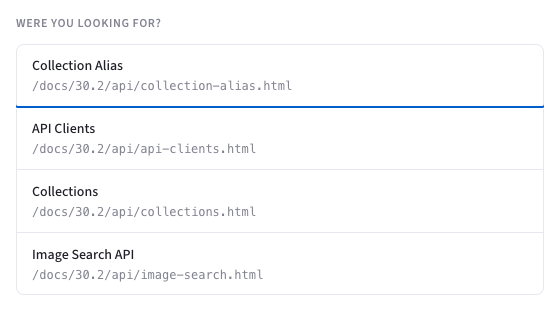 WERE YOU LOOKING FOR?
Collection Alias
/docs/30.2/api/collection-alias.html
API Clients
/docs/30.2/api/api-clients.html
Collections
/docs/30.2/api/collections.html
Image Search API
/docs/30.2/api/image-search.html